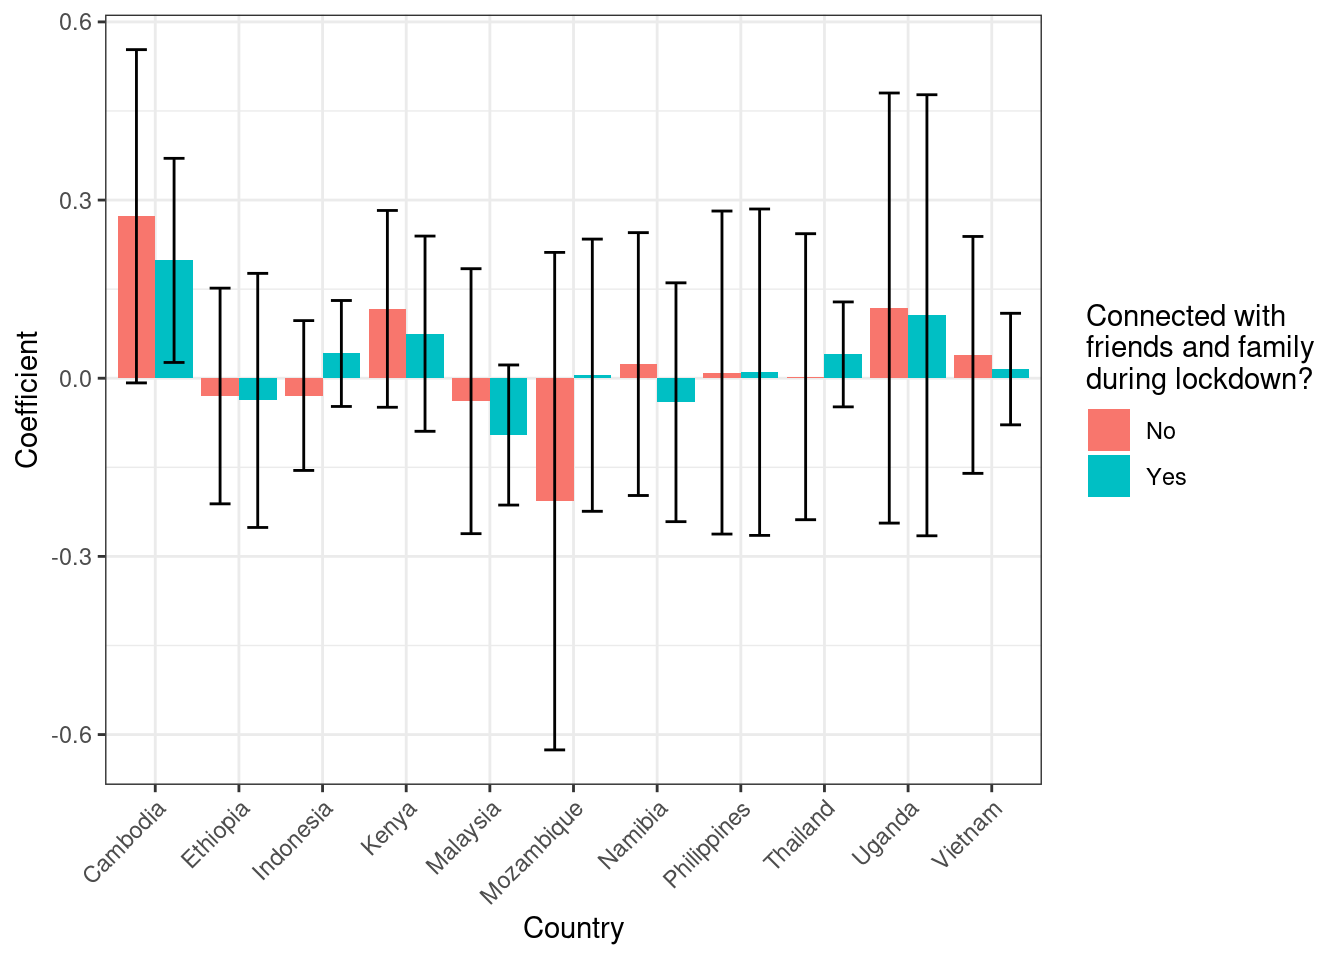 0.6
0.3
0.0
-0.3
-0.6
Coefficient
Cambodia
Ethiopia
Indonesia
Kenya
Malaysia
Mozambique
Namibia
Philippines
Thailand
Uganda
Vietnam
Country
Connected with
friends and family
during lockdown?
No
Yes